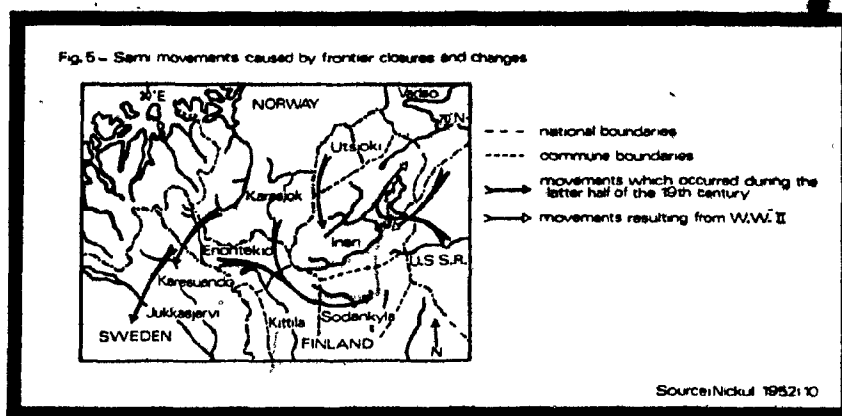 Fig. 5 – Sami movements caused by frontier closures and changes
NORWAY
Vadso
Utsjoki
Karasjok
Enontekio
Inari
U.S S.R.
Karesuando
Jukkasjarvi
Kittila
Sodankyla
SWEDEN
FINLAND
N
national boundaries
commune boundaries
movements which occurred during the
latter half of the 19th century
movements resulting from W.W. II
Source: Nickul 1952: 10